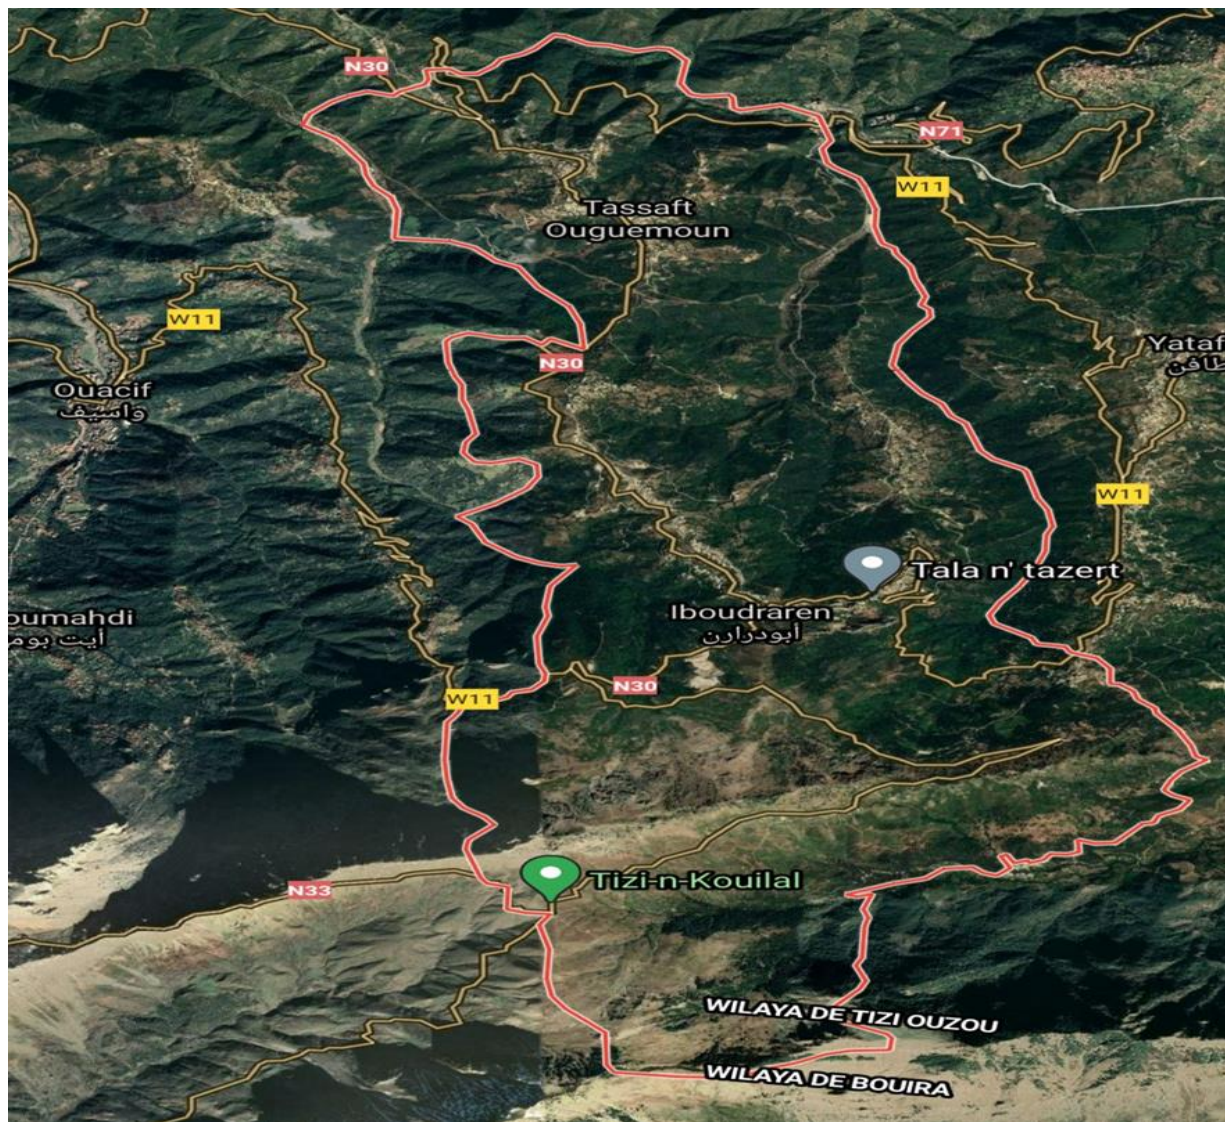 N30
N71
W11
Tassaft
Ouguemoun
W11
N30
Yataf
طافن
Ouacif
واسيف
W11
Tala n' tazert
Iboudraren
أبودرارن
oumahdi
أيت بوم
N30
W11
Tizi-n-Kouilal
N33
WILAYA DE TIZI OUZOU
WILAYA DE BOUIRA